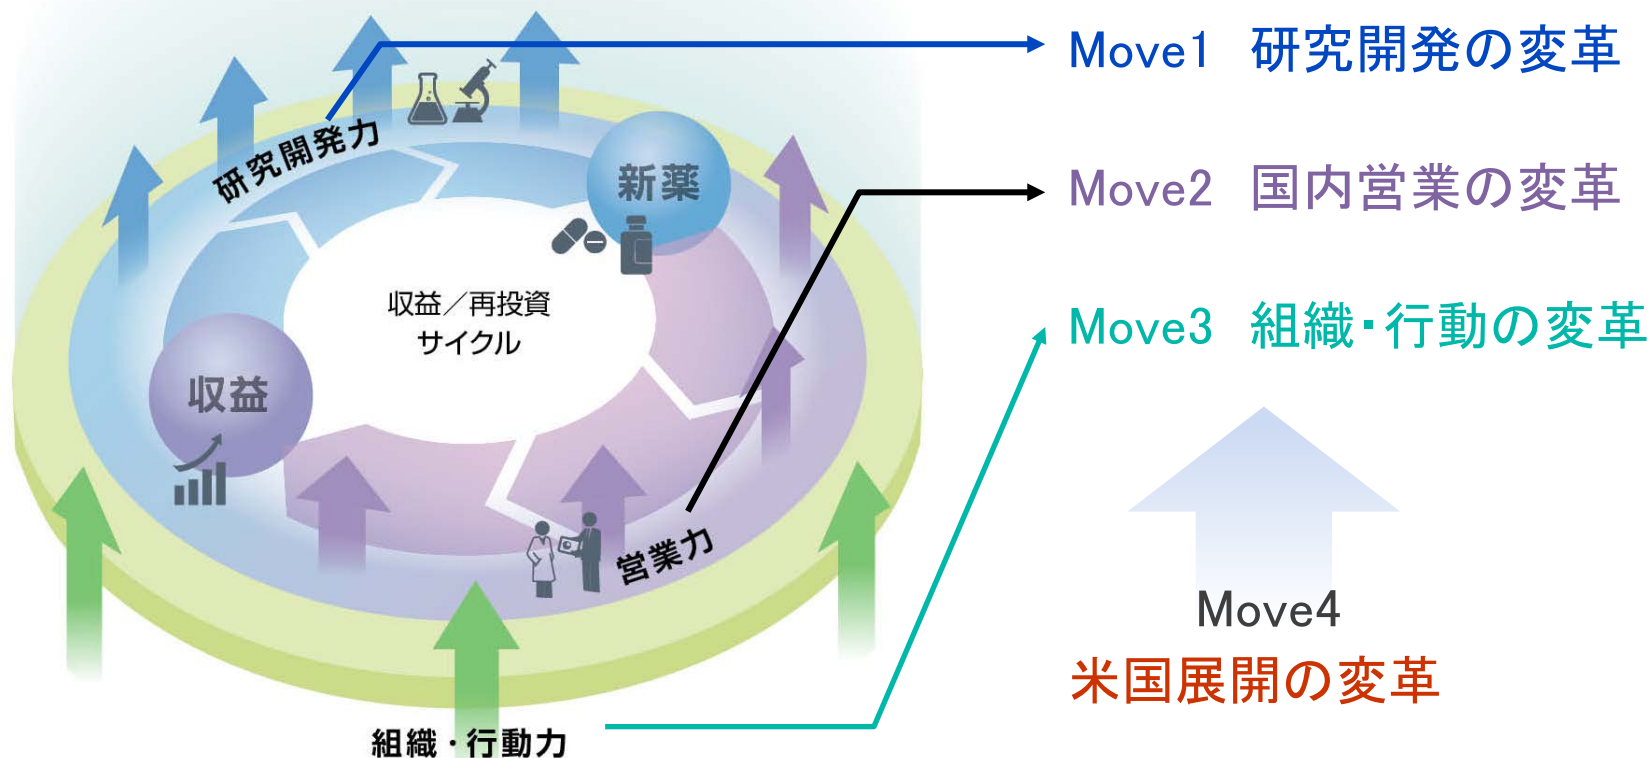 研究開発力
新薬
収益／再投資
サイクル
収益
営業力
組織・行動力
Move1　研究開発の変革
Move2　国内営業の変革
Move3　組織・行動の変革
Move4
米国展開の変革